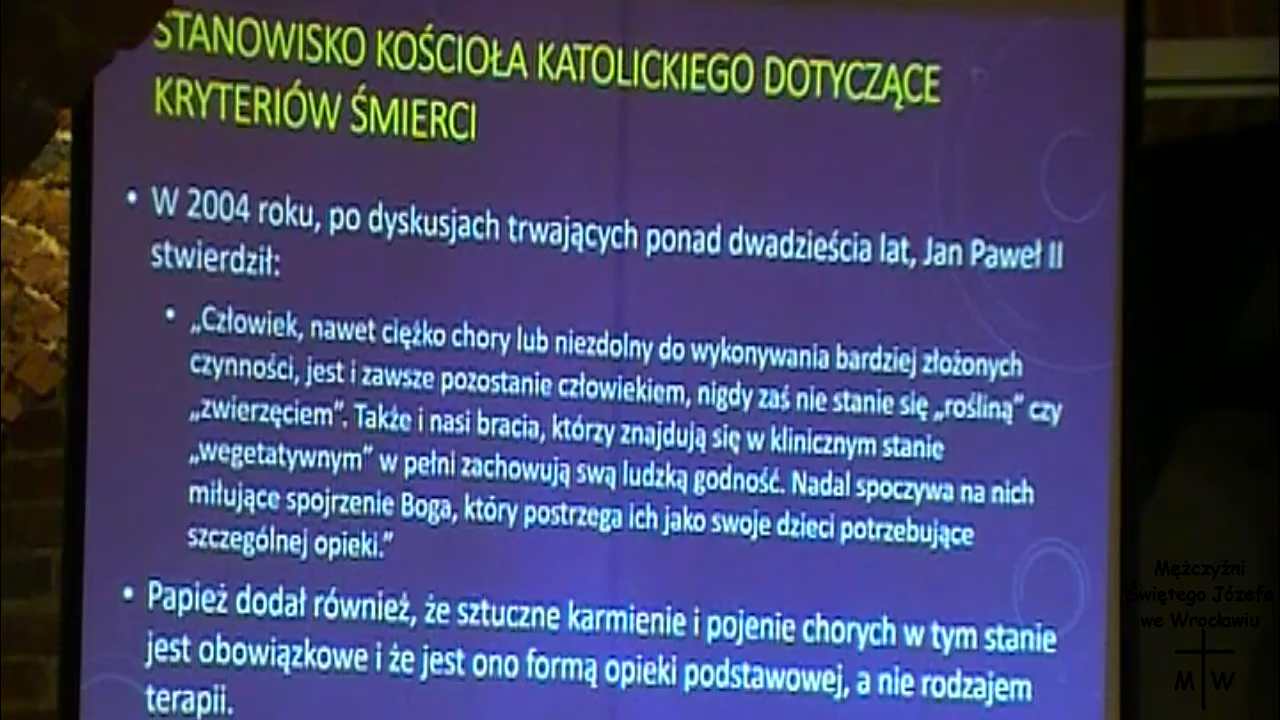 STANOWISKO KOŚCIOŁA KATOLICKIEGO DOTYCZĄCE
KRYTERIÓW ŚMIERCI
• W 2004 roku, po dyskusjach trwających ponad dwadzieścia lat, Jan Paweł II
stwierdził:
• „Człowiek, nawet ciężko chory lub niezdolny do wykonywania bardziej złożonych
czynności, jest i zawsze pozostanie człowiekiem, nigdy zaś nie stanie się „rośliną” czy
„zwierzęciem”. Także i nasi bracia, którzy znajdują się w klinicznym stanie
„wegetatywnym” w pełni zachowują swą ludzką godność. Nadal spoczywa na nich
miłujące spojrzenie Boga, który postrzega ich jako swoje dzieci potrzebujące
szczególnej opieki.”
• Papież dodał również, że sztuczne karmienie i pojenie chorych w tym stanie
jest obowiązkowe i że jest ono formą opieki podstawowej, a nie rodzajem
terapii.
Mężczyźni
Świętego Józefa
we Wrocławiu
M W